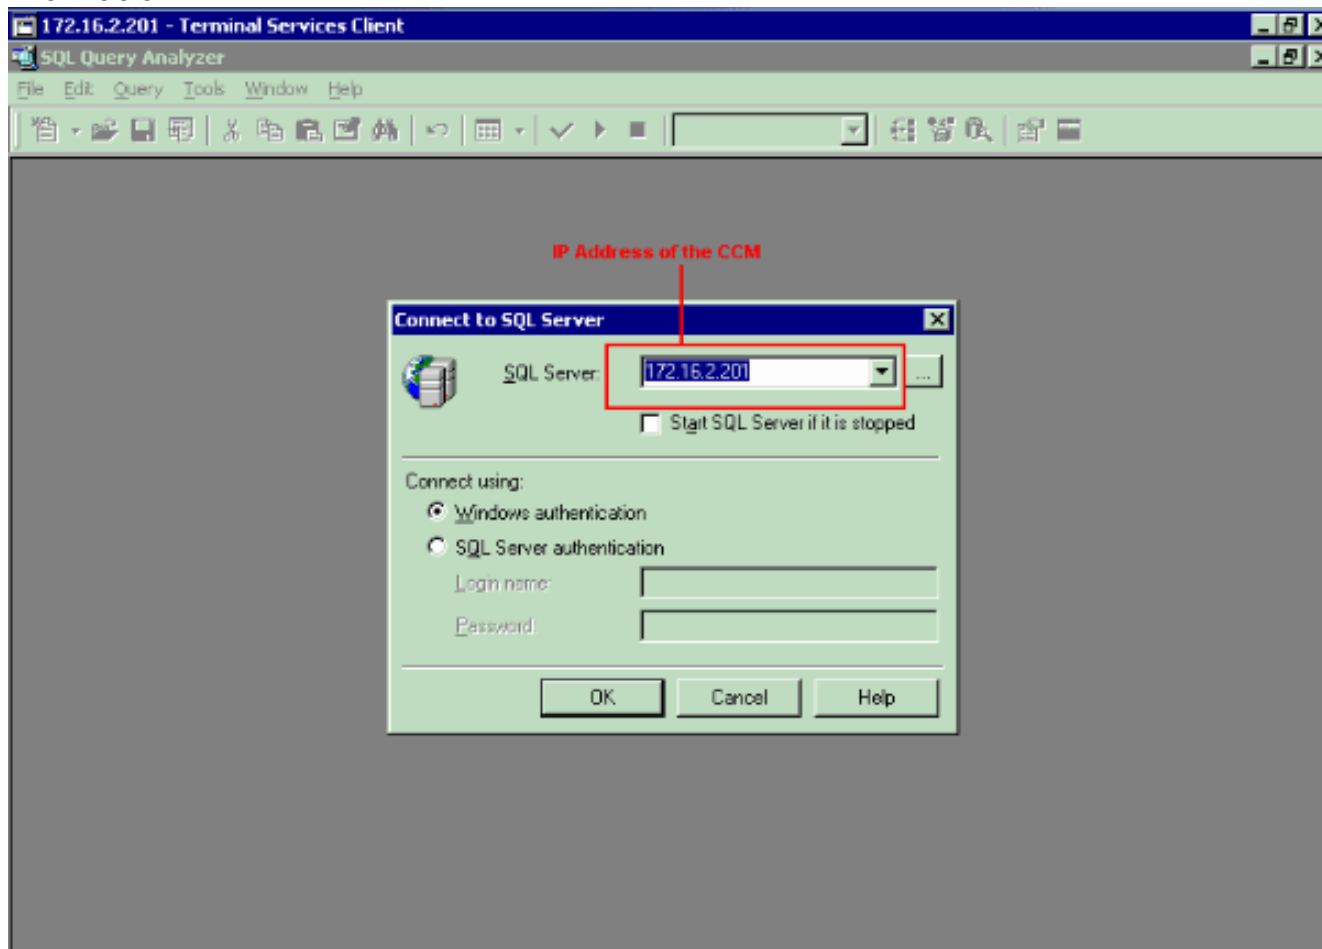 172.16.2.201 - Terminal Services Client
SQL Query Analyzer
File Edit Query Tools Window Help
IP Address of the CCM
Connect to SQL Server
SQL Server: 172.16.2.201 ...
Start SQL Server if it is stopped
Connect using:
Windows authentication
SQL Server authentication
Login name:
Password:
OK Cancel Help